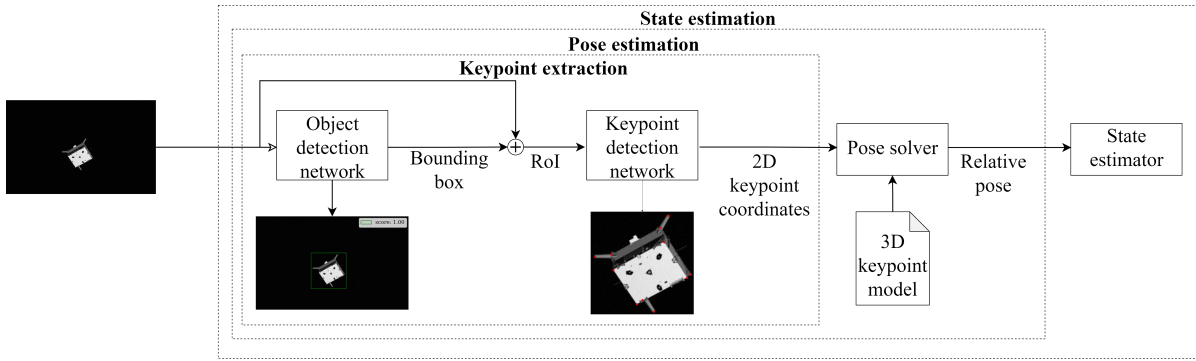 State estimation
Pose estimation
Keypoint extraction
Object
detection
network
Bounding
box
RoI
Keypoint
detection
network
2D
keypoint
coordinates
Pose solver
Relative
pose
State
estimator
score: 1.00
3D
keypoint
model